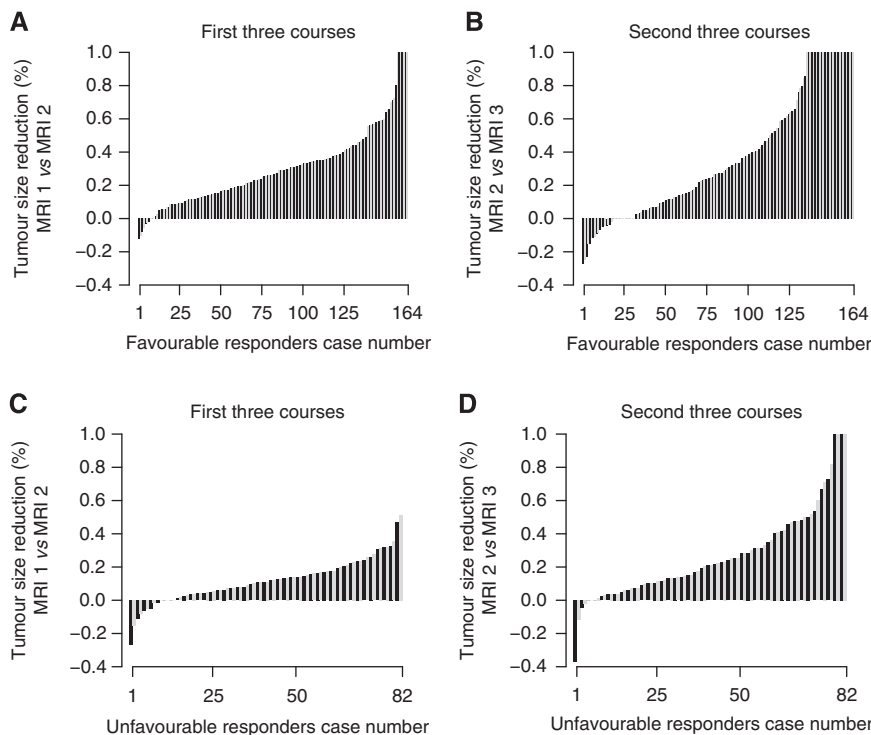 A
First three courses
Tumour size reduction (%)
MRI 1 vs MRI 2
1.0
0.8
0.6
0.4
0.2
0.0
−0.2
−0.4
1 25 50 75 100 125 164
Favourable responders case number
B
Second three courses
Tumour size reduction (%)
MRI 2 vs MRI 3
1.0
0.8
0.6
0.4
0.2
0.0
−0.2
−0.4
1 25 50 75 100 125 164
Favourable responders case number
C
First three courses
Tumour size reduction (%)
MRI 1 vs MRI 2
1.0
0.8
0.6
0.4
0.2
0.0
−0.2
−0.4
1 25 50 82
Unfavourable responders case number
D
Second three courses
Tumour size reduction (%)
MRI 2 vs MRI 3
1.0
0.8
0.6
0.4
0.2
0.0
−0.2
−0.4
1 25 50 82
Unfavourable responders case number